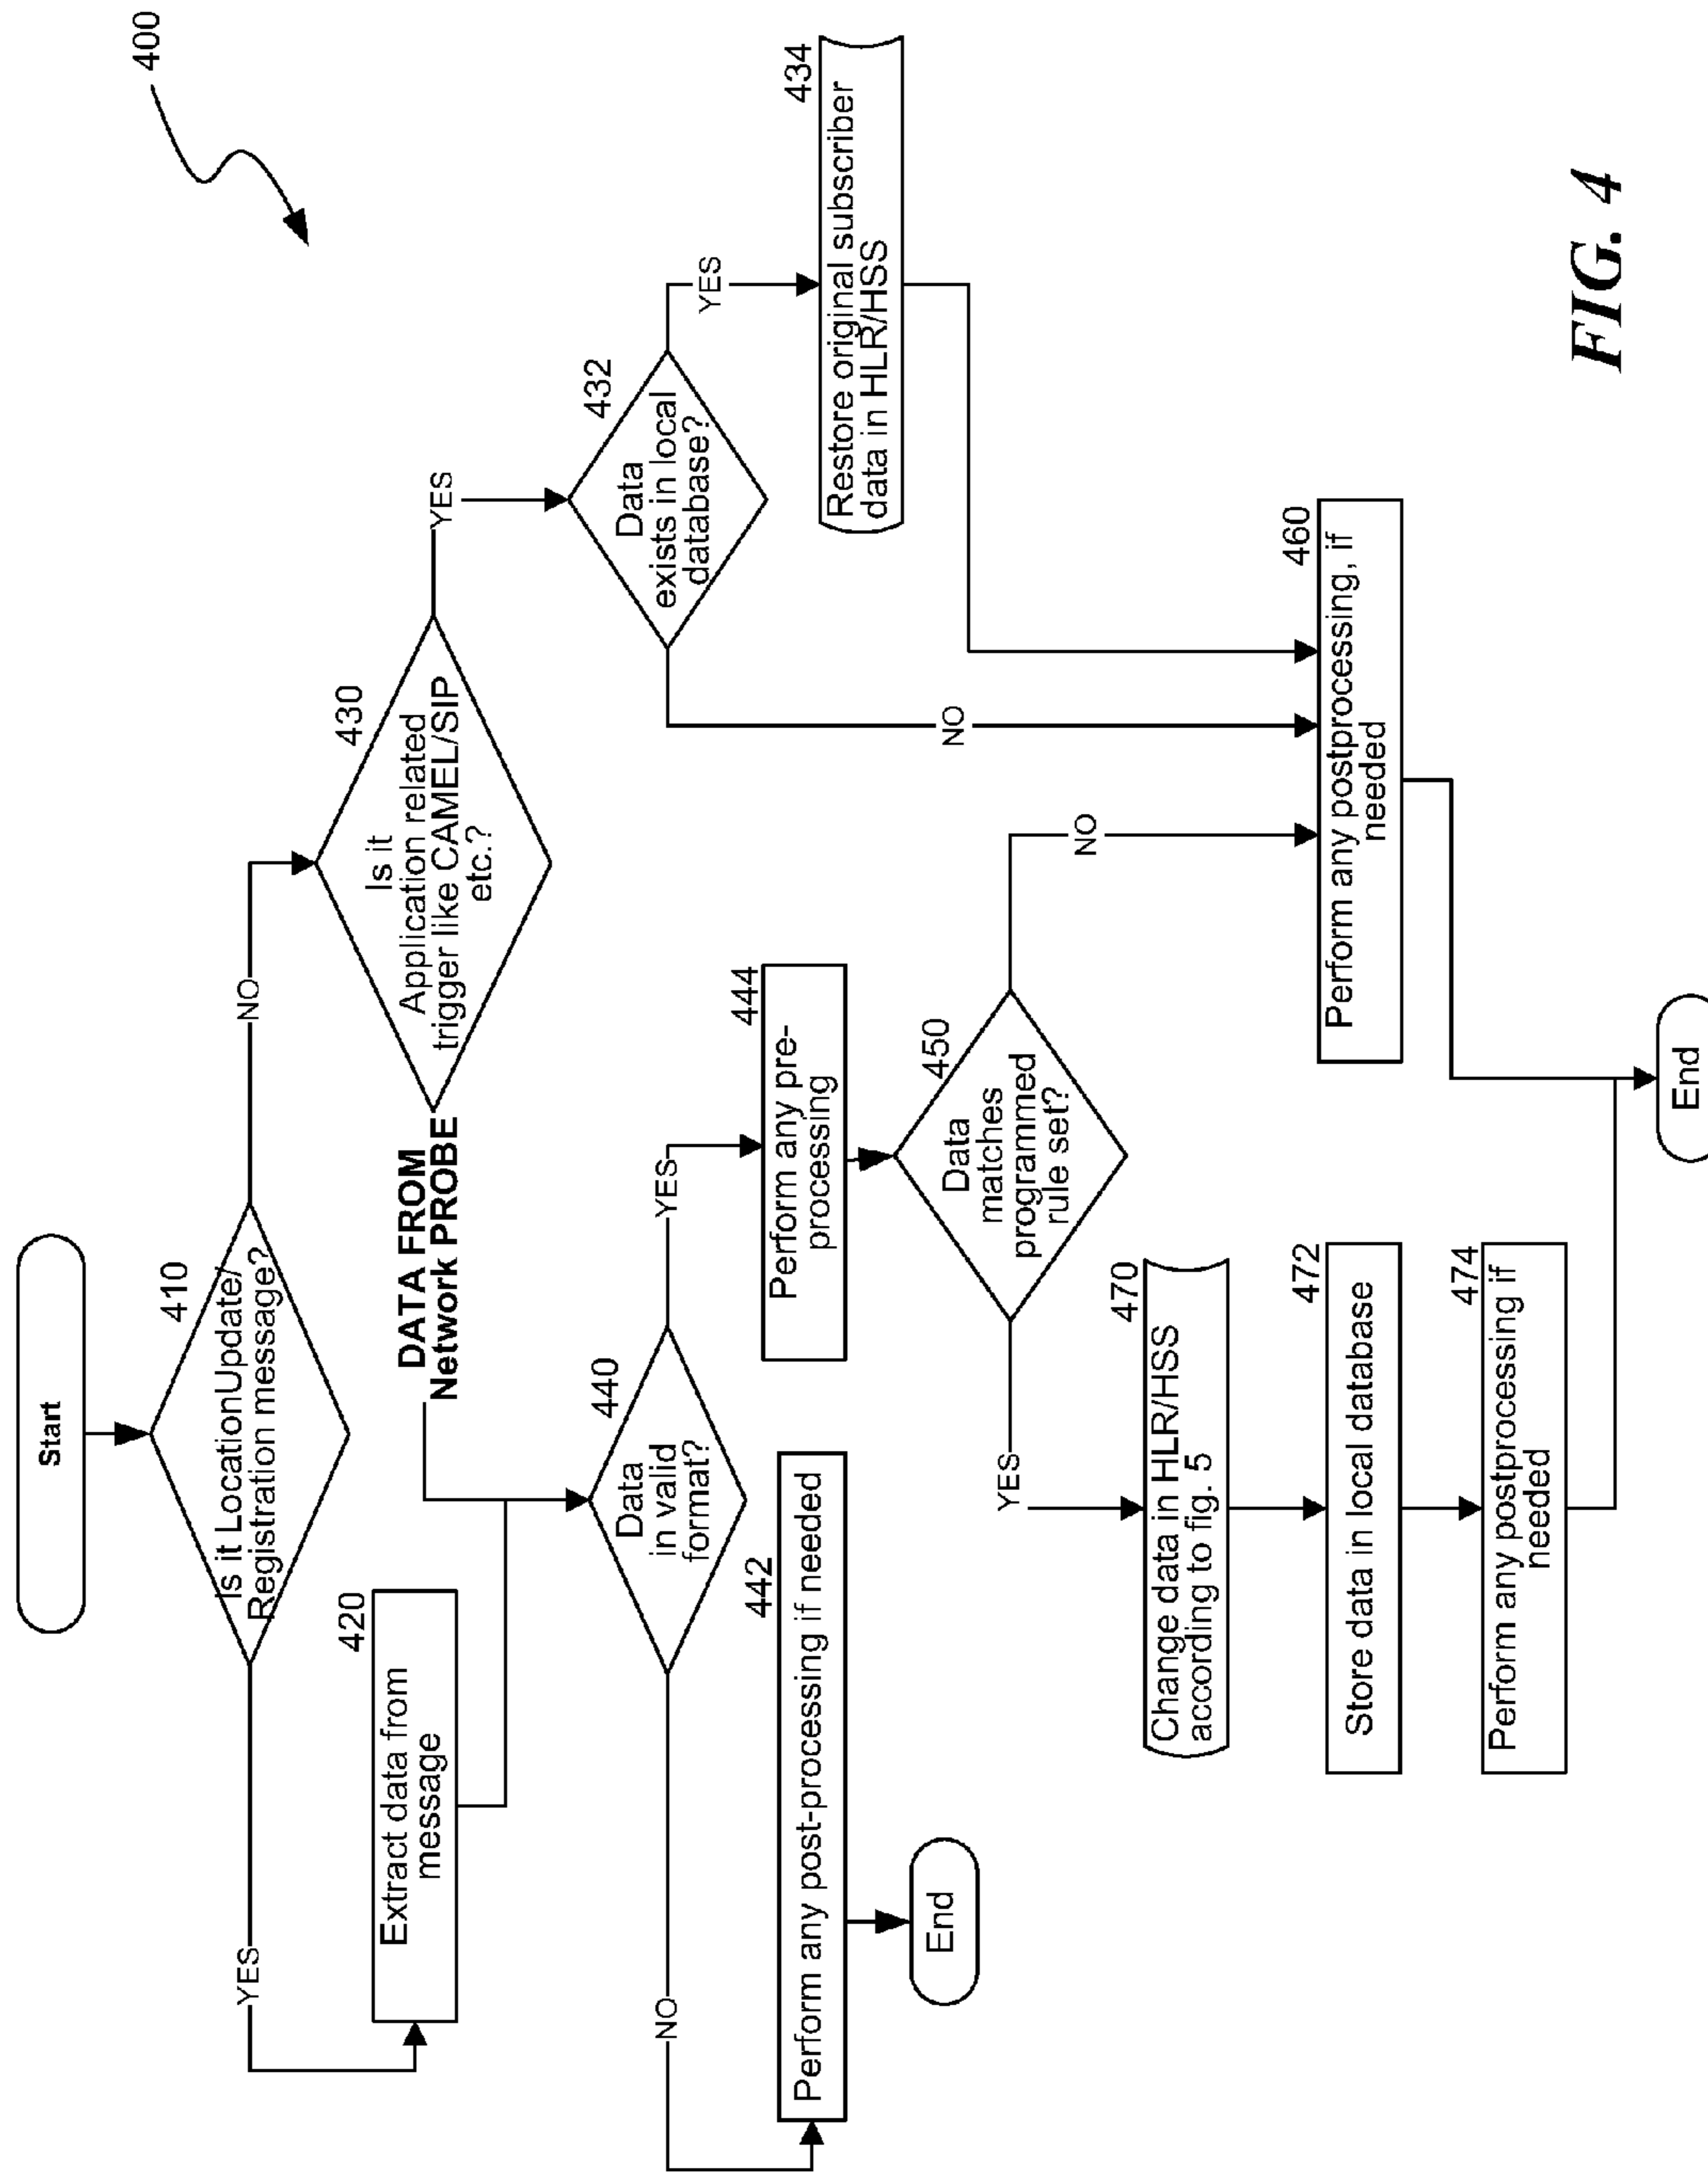 400
Start
410
Is it LocationUpdate/
Registration message?
YES
NO
420
Extract data from
message
DATA FROM
Network PROBE
430
Is it
Application related
trigger like CAMEL/SIP
etc.?
YES
432
Data
exists in local
database?
YES
NO
434
Restore original subscriber
data in HLR/HSS
440
Data
in valid
format?
NO
YES
442
Perform any post-processing if needed
End
444
Perform any pre-
processing
450
Data
matches
programmed
rule set?
YES
NO
460
Perform any postprocessing, if
needed
470
Change data in HLR/HSS
according to fig. 5
472
Store data in local database
474
Perform any postprocessing if
needed
End
FIG. 4